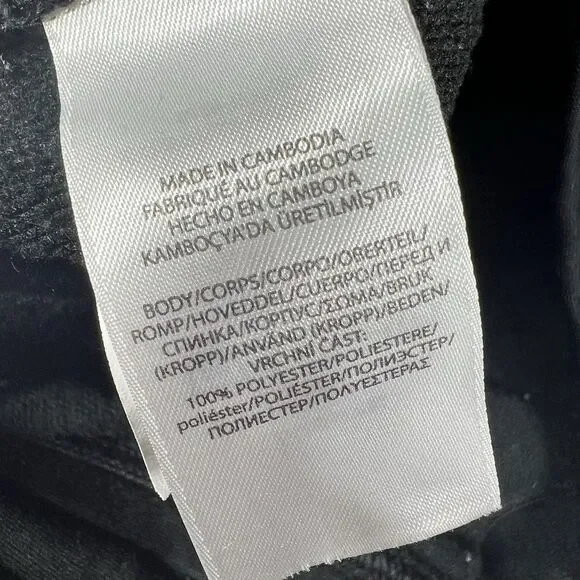 MADE IN CAMBODIA
FABRIQUÉ AU CAMBODGE
HECHO EN CAMBOYA
KAMBOÇYA'DA ÜRETİLMİŞTİR
BODY/CORPS/CORPO/OBERTEIL/
ROMP/HOVEDDEL/CUERPO/ПЕРЕД И
СПИНКА/КОРПУС/ΣΩΜΑ/BRUK
(KROPP)/ANVÄND (KROPP)/BEDEN/
VRCHNÍ ČÁST:
100% POLYESTER/POLIESTERE/
poliéster/POLIÉSTER/ПОЛИЭСТЕР/
ПОЛИЕСТЕР/ΠΟΛΥΕΣΤΕΡΑΣ